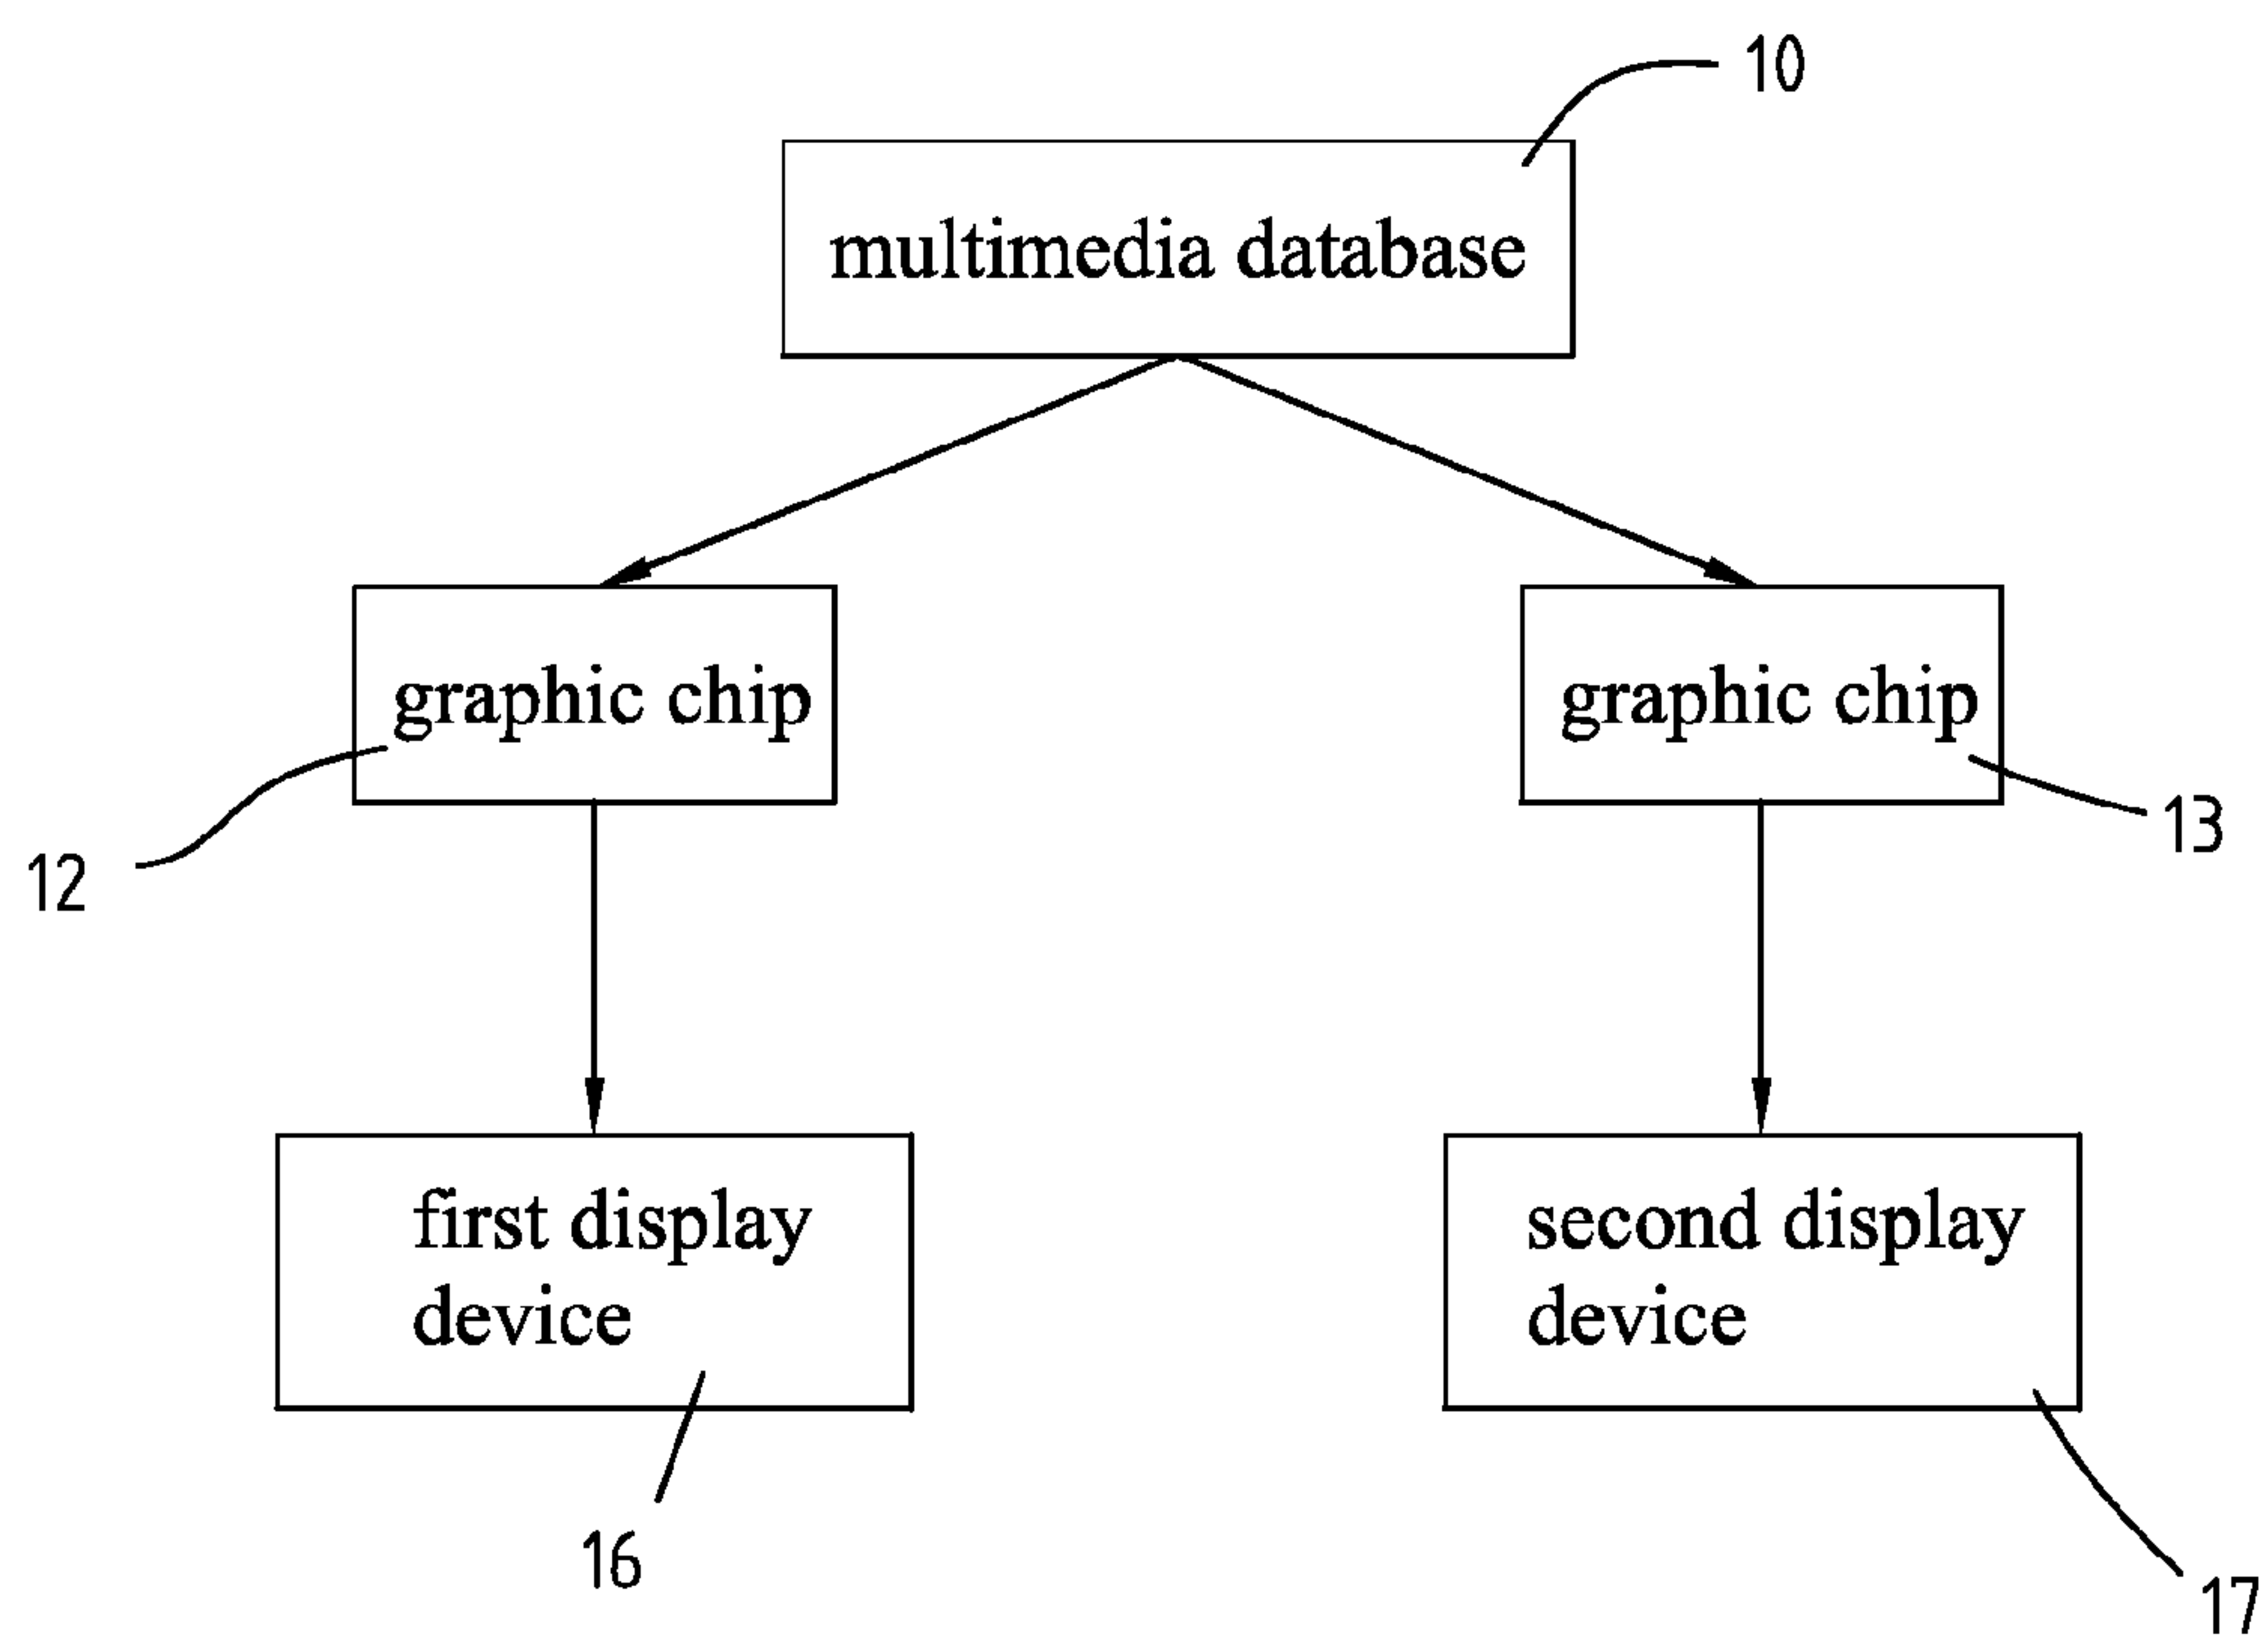 10
multimedia database
graphic chip
graphic chip
12
13
first display
device
second display
device
16
17